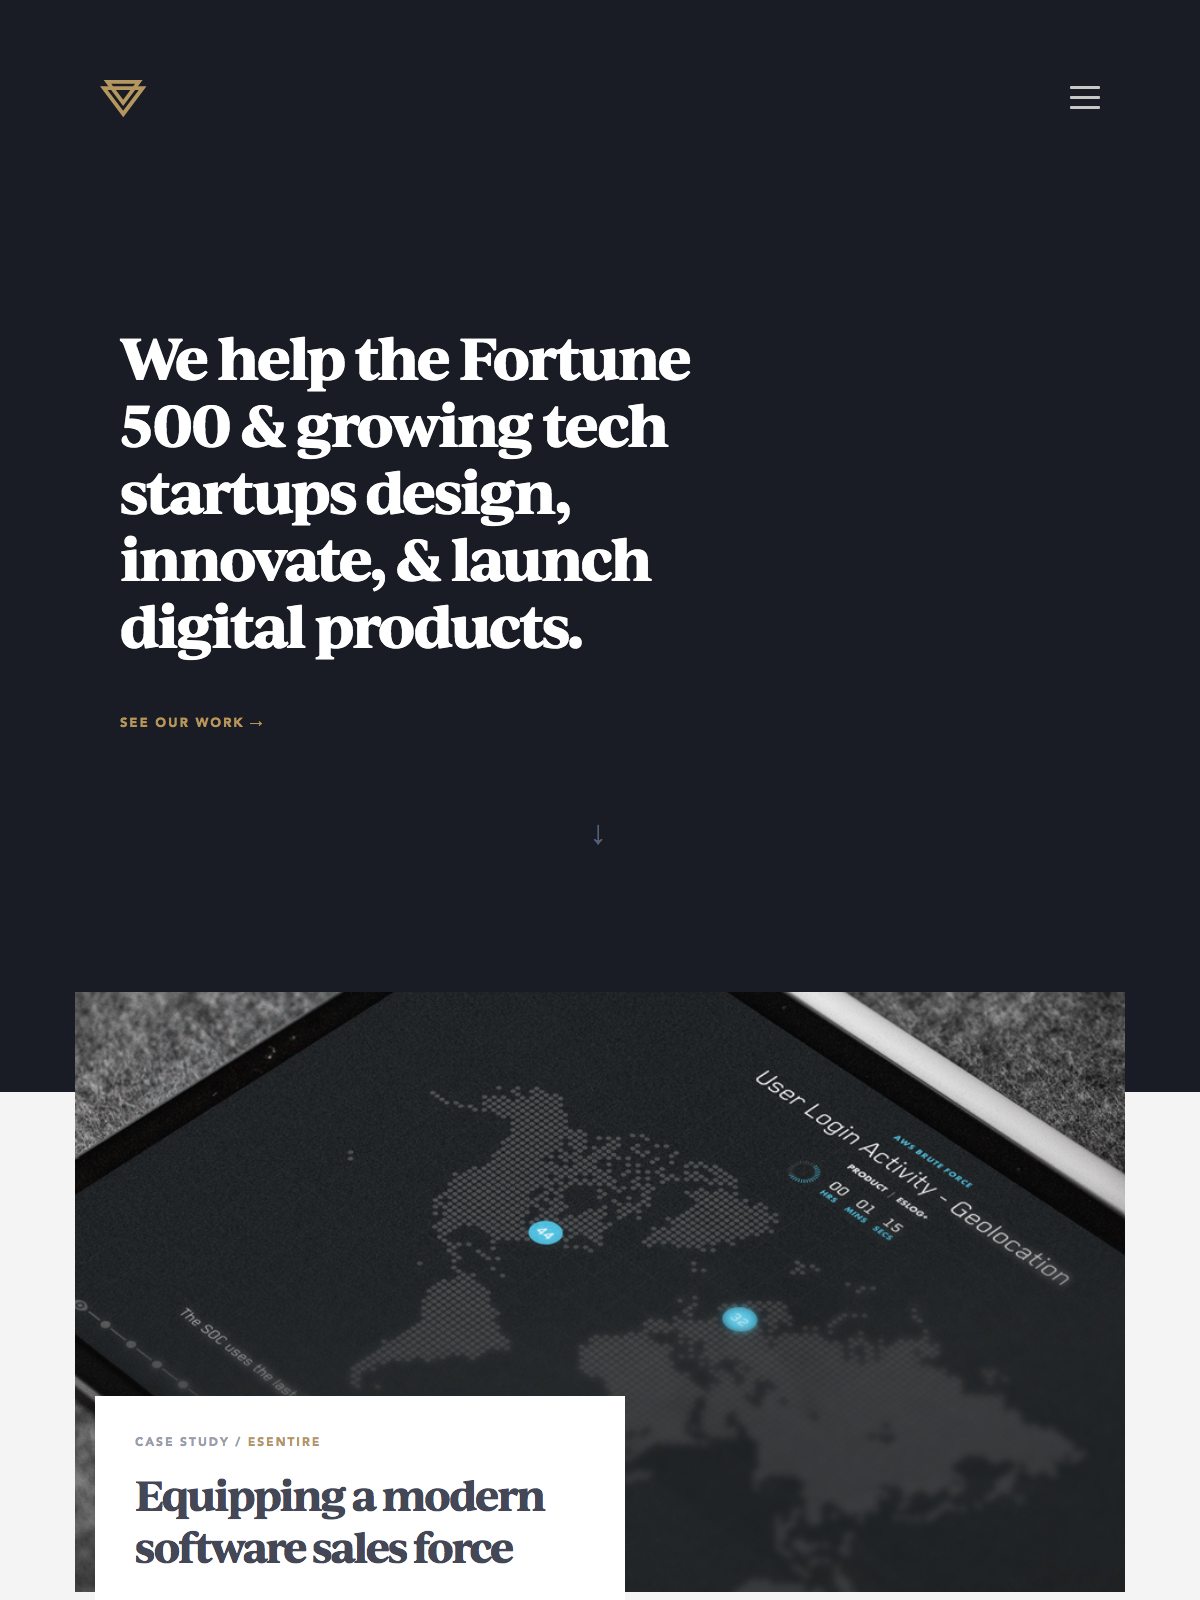 We help the Fortune
500 & growing tech
startups design,
innovate, & launch
digital products.
SEE OUR WORK →
↓
User Login Activity - Geolocation
AWS BRUTE FORCE
PRODUCT | ESLOG+
00 01 15
HRS MINS SECS
44
32
The SOC uses the last
CASE STUDY / ESENTIRE
Equipping a modern
software sales force